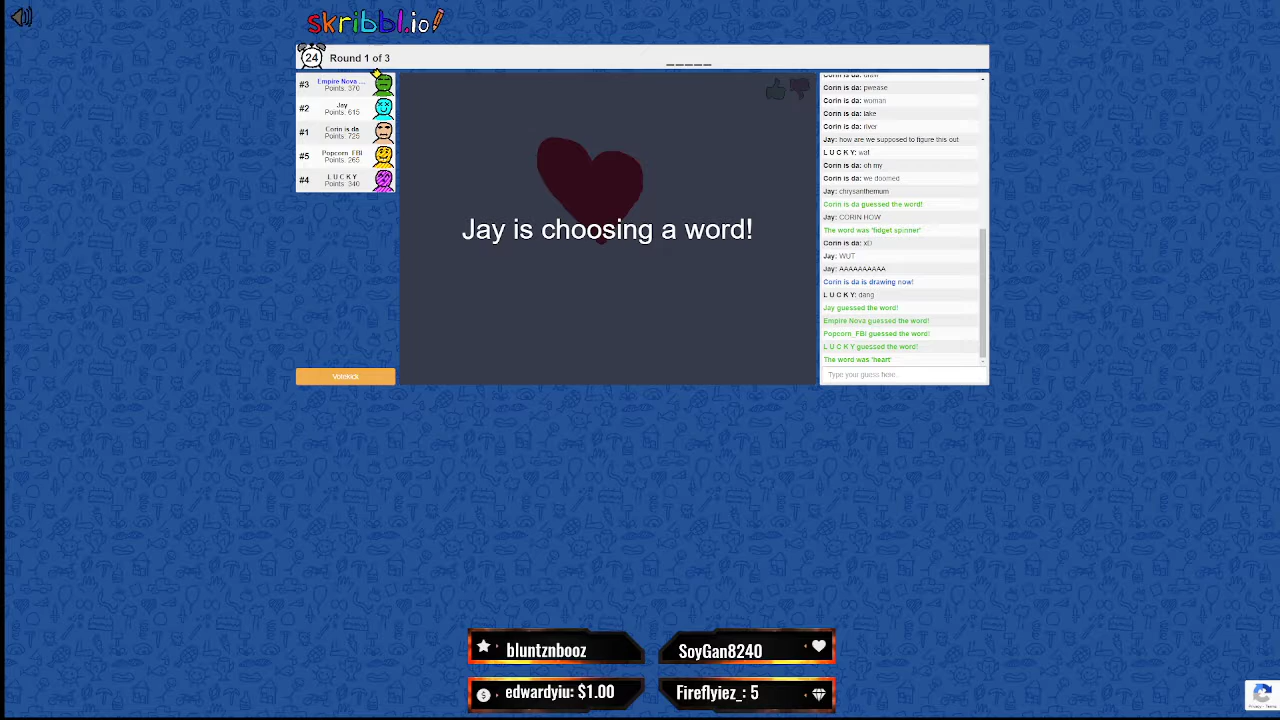 skribbl.io
24
Round 1 of 3
_____
#3
Empire Nova ...
Points: 370
#2
Jay
Points: 615
#1
Corin is da
Points: 725
#5
Popcorn_FBI
Points: 265
#4
L U C K Y
Points: 340
Votekick
Jay is choosing a word!
Corin is da: pwease
Corin is da: woman
Corin is da: lake
Corin is da: river
Jay: how are we supposed to figure this out
L U C K Y: wat
Corin is da: oh my
Corin is da: we doomed
Jay: chrysanthemum
Corin is da guessed the word!
Jay: CORIN HOW
The word was 'fidget spinner'
Corin is da: xD
Jay: WUT
Jay: AAAAAAAAAA
Corin is da is drawing now!
L U C K Y: dang
Jay guessed the word!
Empire Nova guessed the word!
Popcorn_FBI guessed the word!
L U C K Y guessed the word!
The word was 'heart'
Type your guess here...
bluntznbooz
SoyGan8240
edwardyiu: $1.00
Fireflyiez_: 5
Privacy - Terms